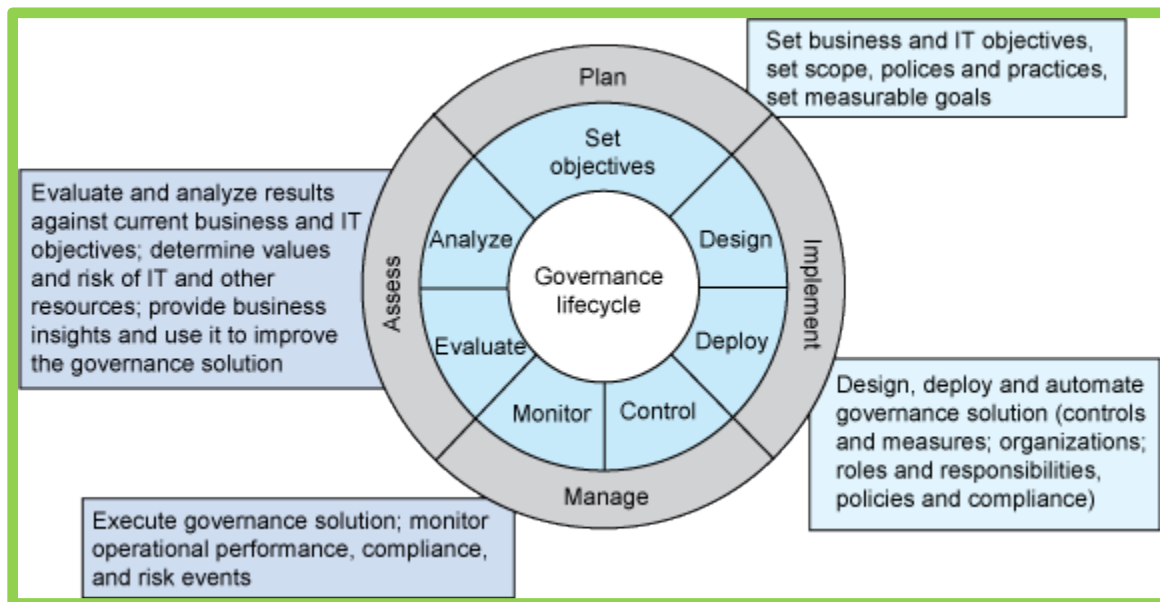 Plan
Set business and IT objectives,
set scope, polices and practices,
set measurable goals
Set
objectives
Evaluate and analyze results
against current business and IT
objectives; determine values
and risk of IT and other
resources; provide business
insights and use it to improve
the governance solution
Assess
Analyze
Design
Implement
Governance
lifecycle
Evaluate
Deploy
Monitor
Control
Manage
Design, deploy and automate
governance solution (controls
and measures; organizations;
roles and responsibilities,
policies and compliance)
Execute governance solution; monitor
operational performance, compliance,
and risk events